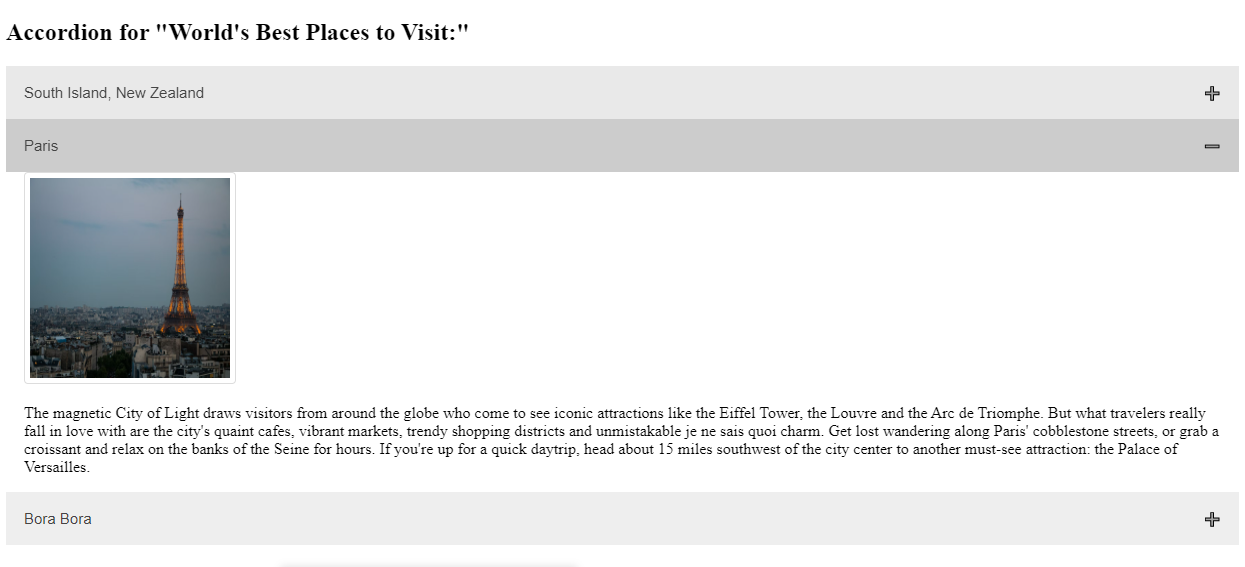 Accordion for "World's Best Places to Visit:"
South Island, New Zealand
Paris
The magnetic City of Light draws visitors from around the globe who come to see iconic attractions like the Eiffel Tower, the Louvre and the Arc de Triomphe. But what travelers really
fall in love with are the city's quaint cafes, vibrant markets, trendy shopping districts and unmistakable je ne sais quoi charm. Get lost wandering along Paris' cobblestone streets, or grab a
croissant and relax on the banks of the Seine for hours. If you're up for a quick daytrip, head about 15 miles southwest of the city center to another must-see attraction: the Palace of
Versailles.
Bora Bora